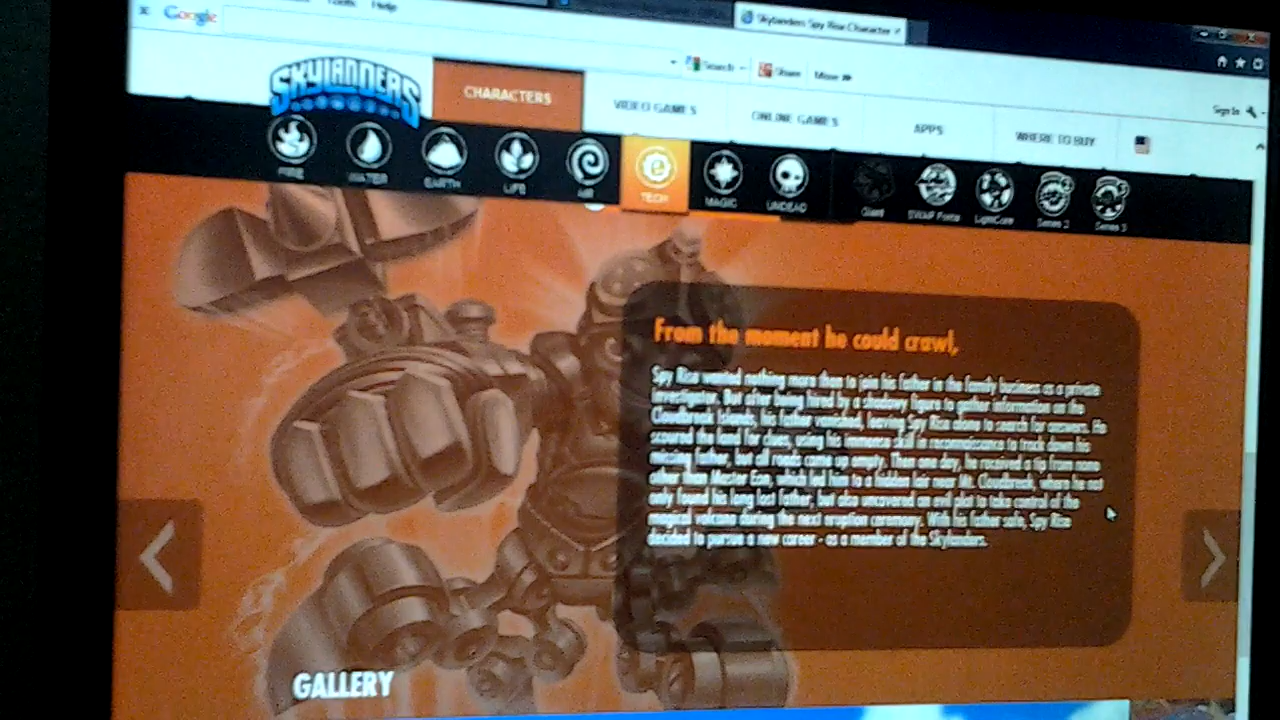 Tools Help
Skylanders Spy Rise Character
Google
Search Share More »
Sign In
SKYLANDERS
CHARACTERS VIDEO GAMES ONLINE GAMES APPS WHERE TO BUY
FIRE WATER EARTH LIFE AIR TECH MAGIC UNDEAD Giant SWAP Force LightCore Series 2 Series 3
From the moment he could crawl,
Spy Rise wanted nothing more than to join his father in the family business as a private
investigator. But after being hired by a shadowy figure to gather information on the
Cloudbreak Islands, his father vanished, leaving Spy Rise alone to search for answers. He
scoured the land for clues, using his immense skill in reconnaissance to track down his
missing father, but all roads came up empty. Then one day, he received a tip from none
other than Master Eon, which led him to a hidden lair near Mt. Cloudbreak, where he not
only found his long lost father, but also uncovered an evil plot to take control of the
magical volcano during the next eruption ceremony. With his father safe, Spy Rise
decided to pursue a new career - as a member of the Skylanders.
GALLERY